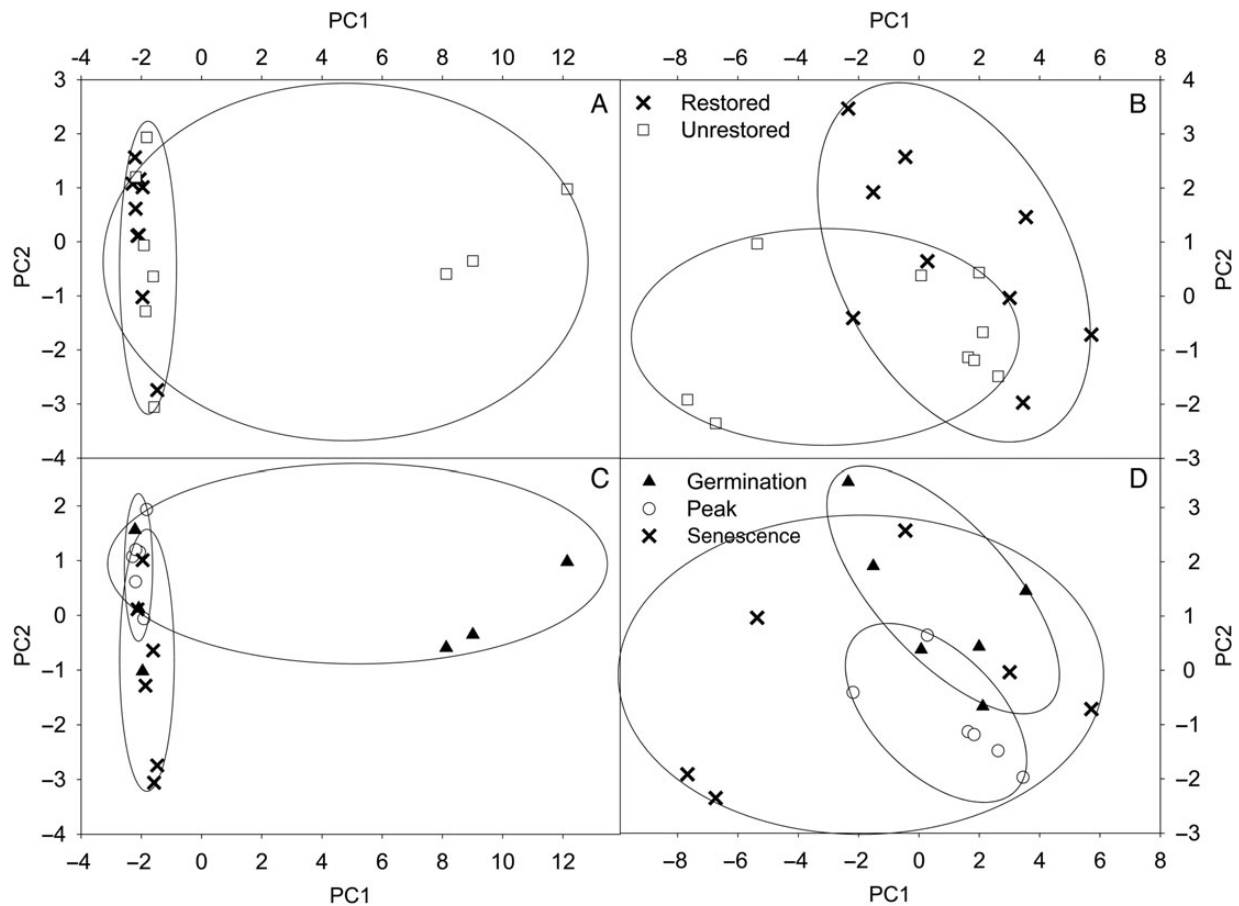 PC1 PC1
−4 −2 0 2 4 6 8 10 12 −8 −6 −4 −2 0 2 4 6 8
3 A B 4
Restored
Unrestored
2 3
1 2
0 1
PC2 −1 0 PC2
−2 −1
−3 −2
−4 C D −3
Germination
Peak
Senescence
2 3
1 2
0 1
PC2 −1 0 PC2
−2 −1
−3 −2
−4 −3
−4 −2 0 2 4 6 8 10 12 −8 −6 −4 −2 0 2 4 6 8
PC1 PC1